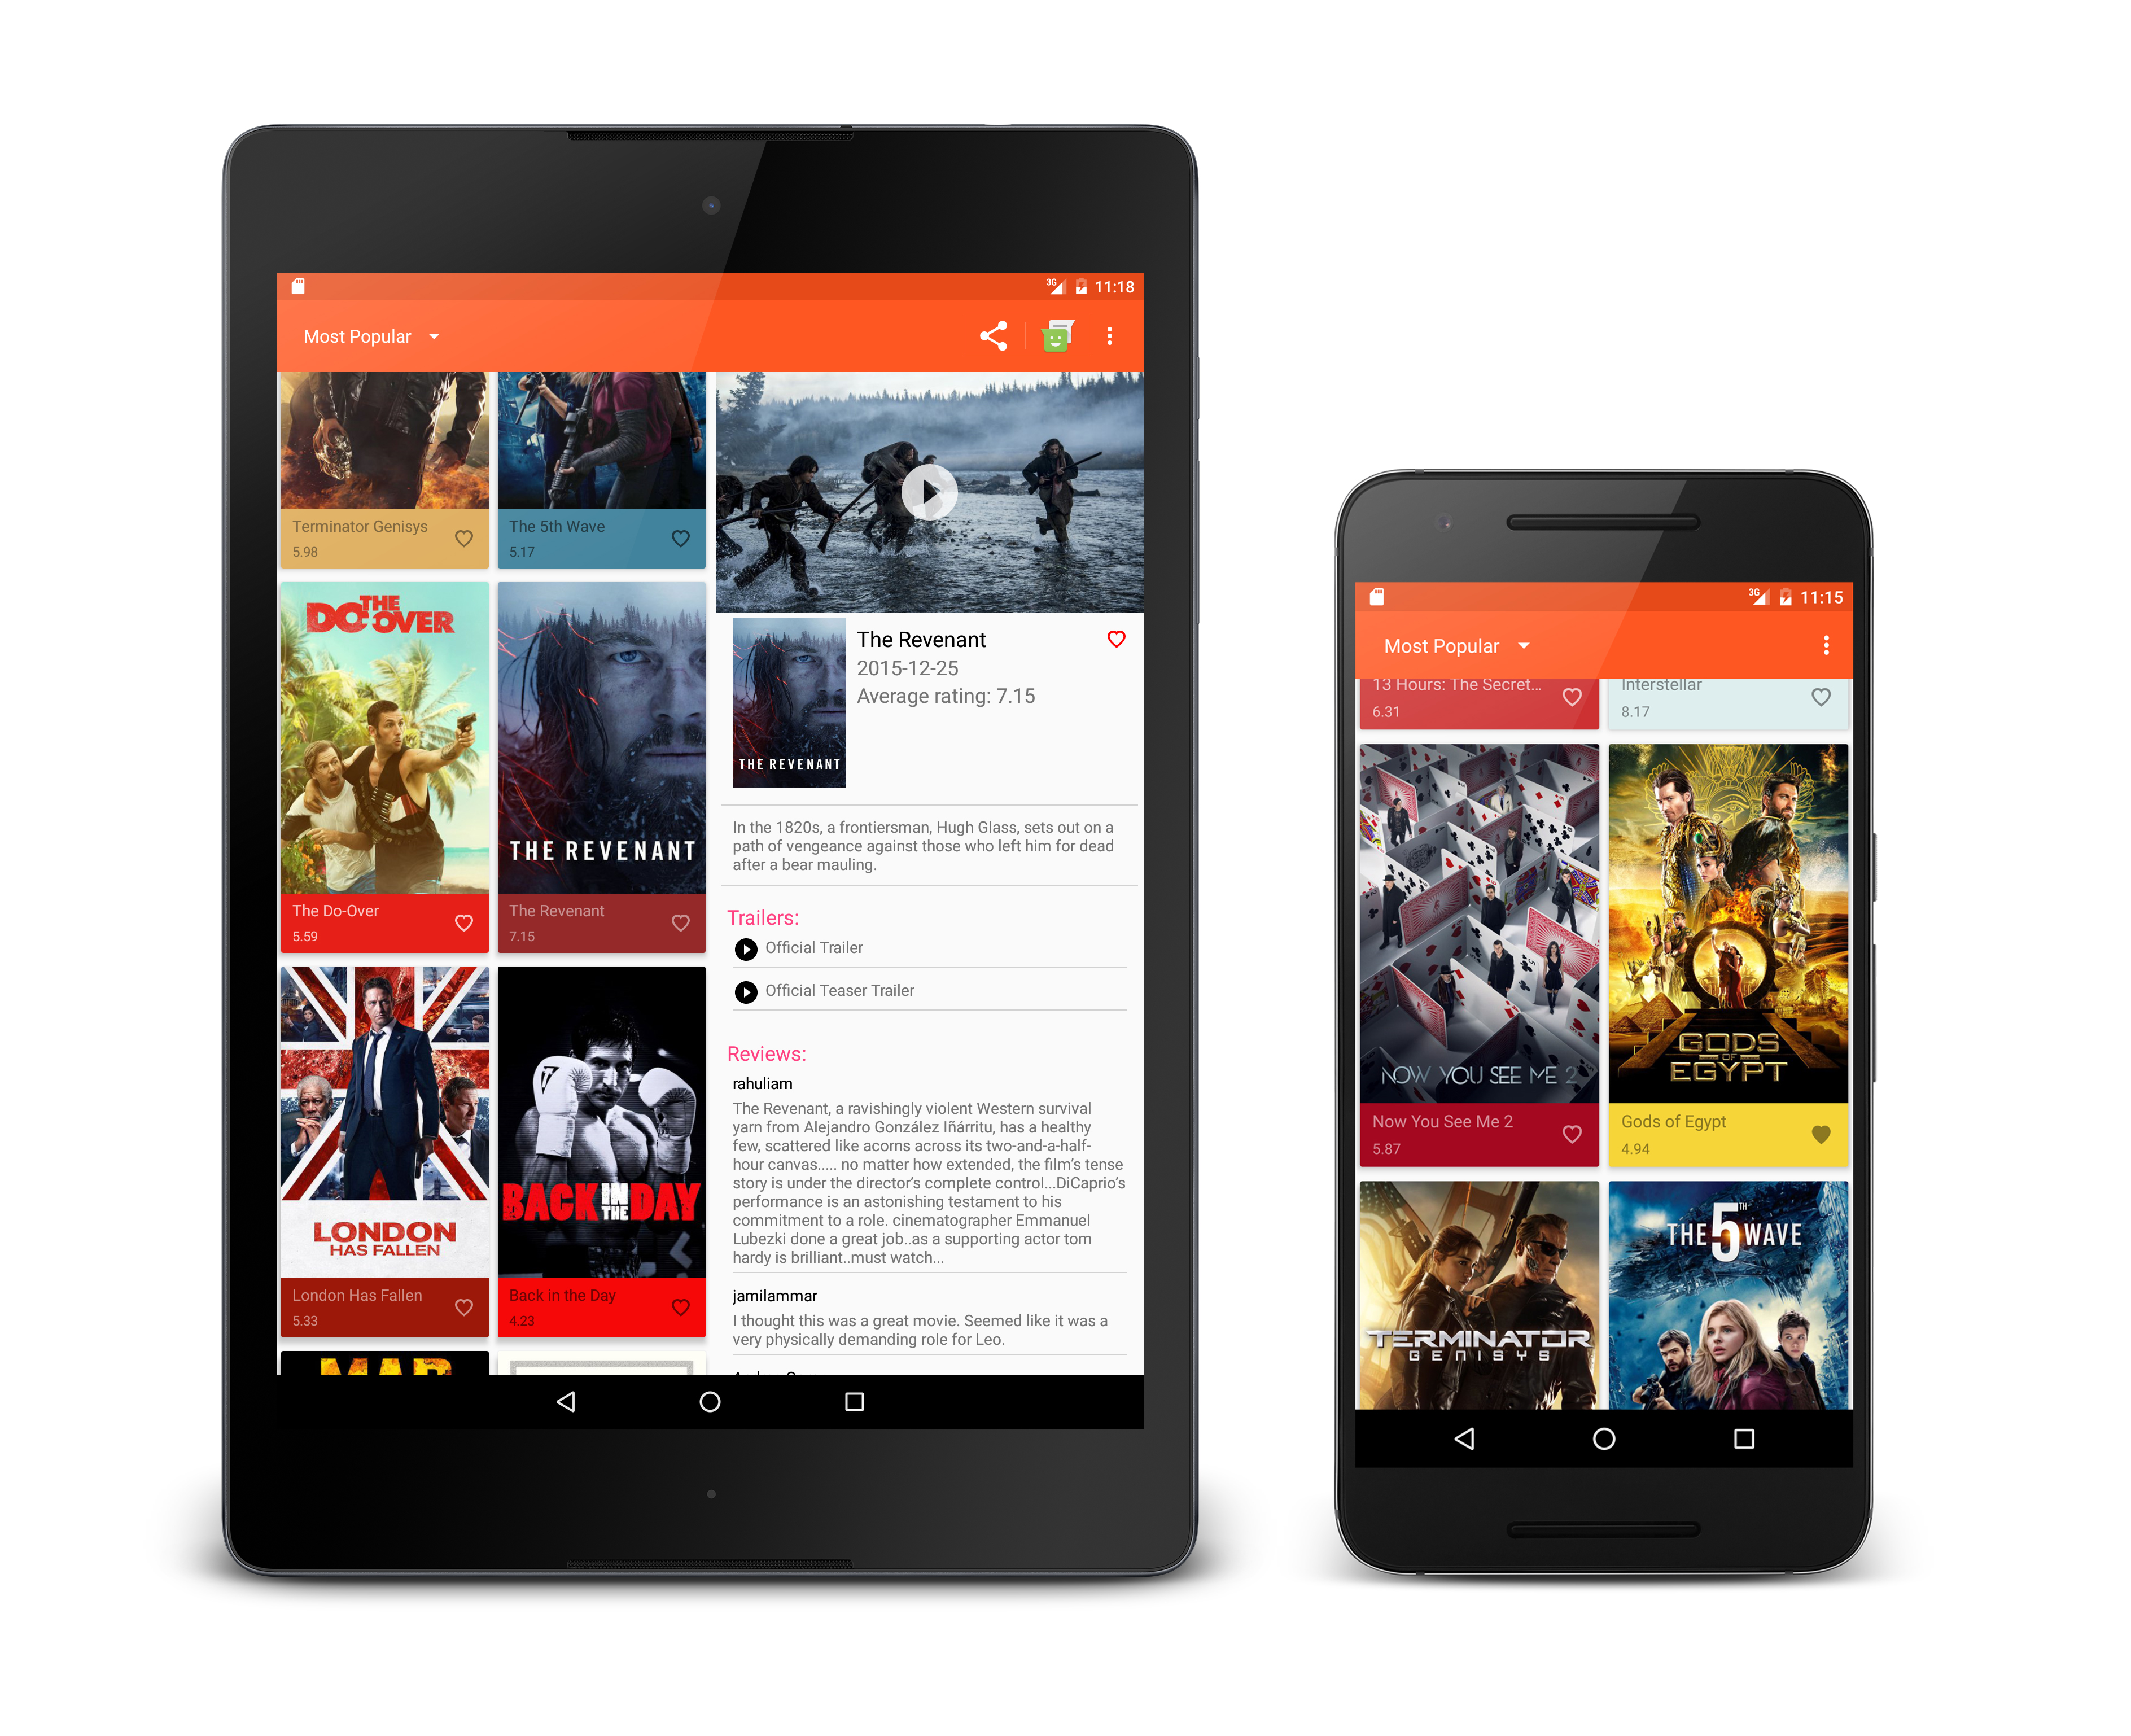 3G 11:18
Most Popular
Terminator Genisys
5.98
The 5th Wave
5.17
THE
DO-OVER
The Do-Over
5.59
THE REVENANT
The Revenant
7.15
LONDON
HAS FALLEN
London Has Fallen
5.33
BACK IN THE DAY
Back in the Day
4.23
MAD
THE REVENANT
The Revenant
2015-12-25
Average rating: 7.15
In the 1820s, a frontiersman, Hugh Glass, sets out on a
path of vengeance against those who left him for dead
after a bear mauling.
Trailers:
Official Trailer
Official Teaser Trailer
Reviews:
rahuliam
The Revenant, a ravishingly violent Western survival
yarn from Alejandro González Iñárritu, has a healthy
few, scattered like acorns across its two-and-a-half-
hour canvas..... no matter how extended, the film’s tense
story is under the director’s complete control...DiCaprio’s
performance is an astonishing testament to his
commitment to a role. cinematographer Emmanuel
Lubezki done a great job..as a supporting actor tom
hardy is brilliant..must watch...
jamilammar
I thought this was a great movie. Seemed like it was a
very physically demanding role for Leo.
3G 11:15
Most Popular
13 Hours: The Secret...
6.31
Interstellar
8.17
NOW YOU SEE ME 2
Now You See Me 2
5.87
GODS
OF
EGYPT
Gods of Egypt
4.94
TERMINATOR
GENISYS
THE 5TH WAVE